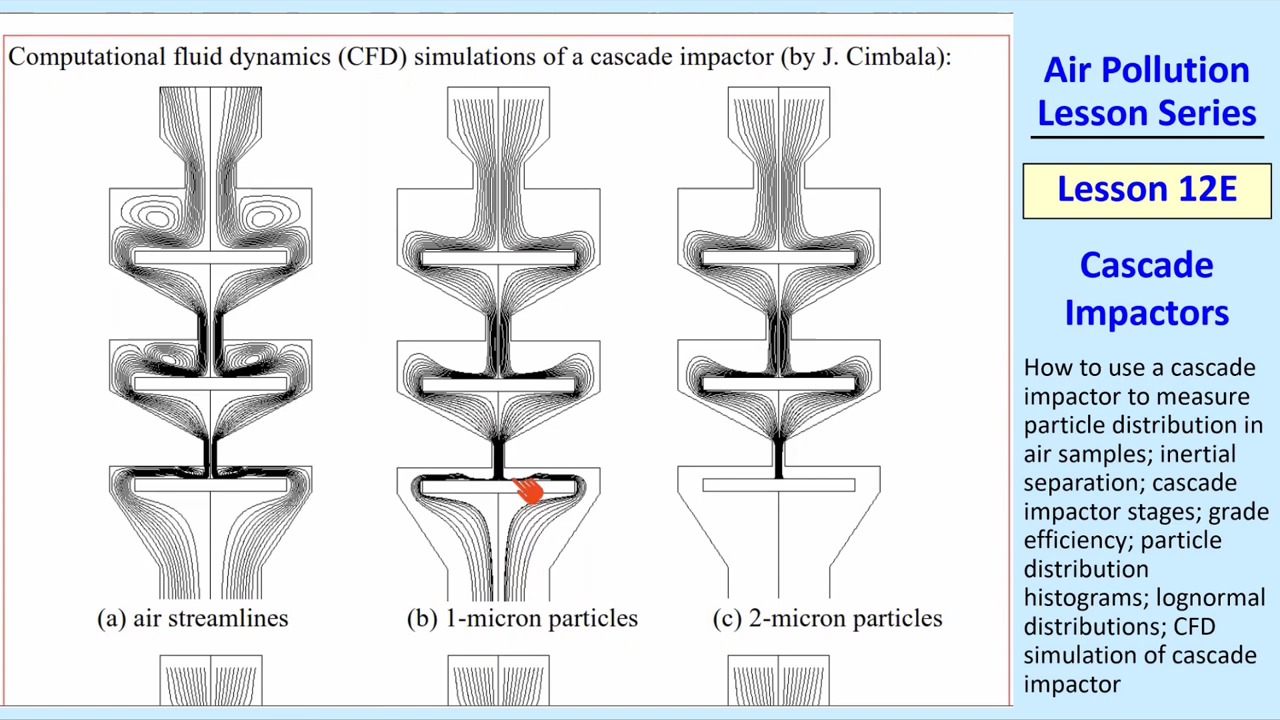 Computational fluid dynamics (CFD) simulations of a cascade impactor (by J. Cimbala):
(a) air streamlines
(b) 1-micron particles
(c) 2-micron particles
Air Pollution
Lesson Series
Lesson 12E
Cascade
Impactors
How to use a cascade
impactor to measure
particle distribution in
air samples; inertial
separation; cascade
impactor stages; grade
efficiency; particle
distribution
histograms; lognormal
distributions; CFD
simulation of cascade
impactor